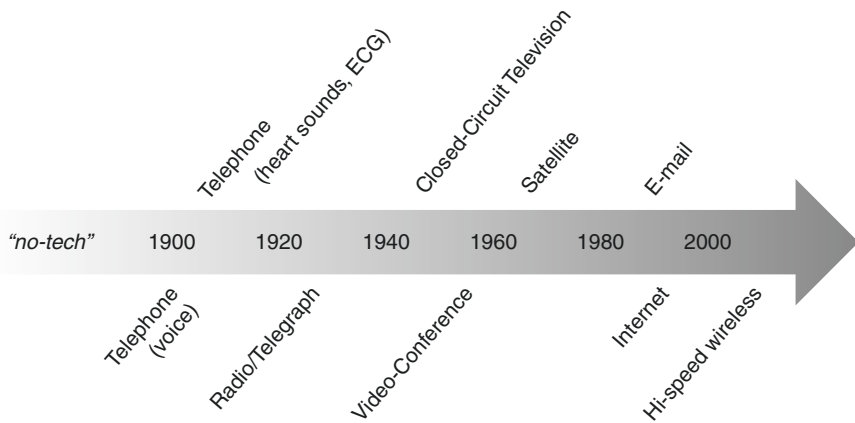 Telephone
(heart sounds, ECG)
Closed-Circuit Television
Satellite
E-mail
“no-tech” 1900 1920 1940 1960 1980 2000
Telephone
(voice)
Radio/Telegraph
Video-Conference
Internet
Hi-speed wireless